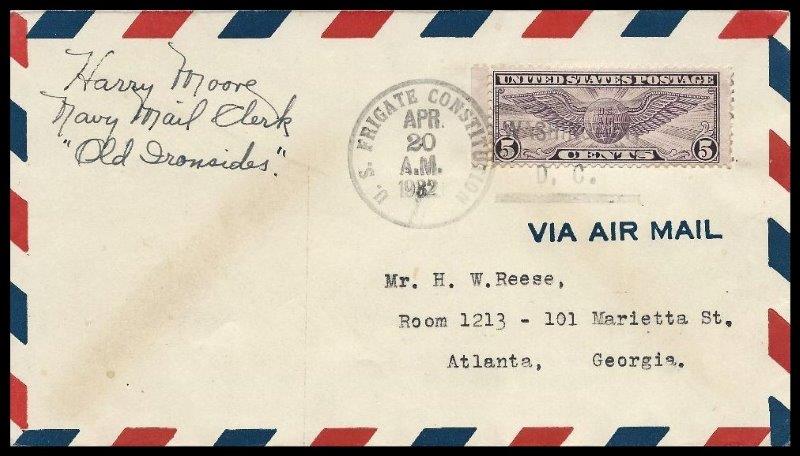 Harry Moore
Navy Mail Clerk
"Old Ironsides."
U. S. FRIGATE CONSTITUTION
APR.
20
A.M.
1932
UNITED STATES POSTAGE
5 CENTS 5
D. C.
VIA AIR MAIL
Mr. H. W. Reese,
Room 1213 - 101 Marietta St.
Atlanta, Georgia.